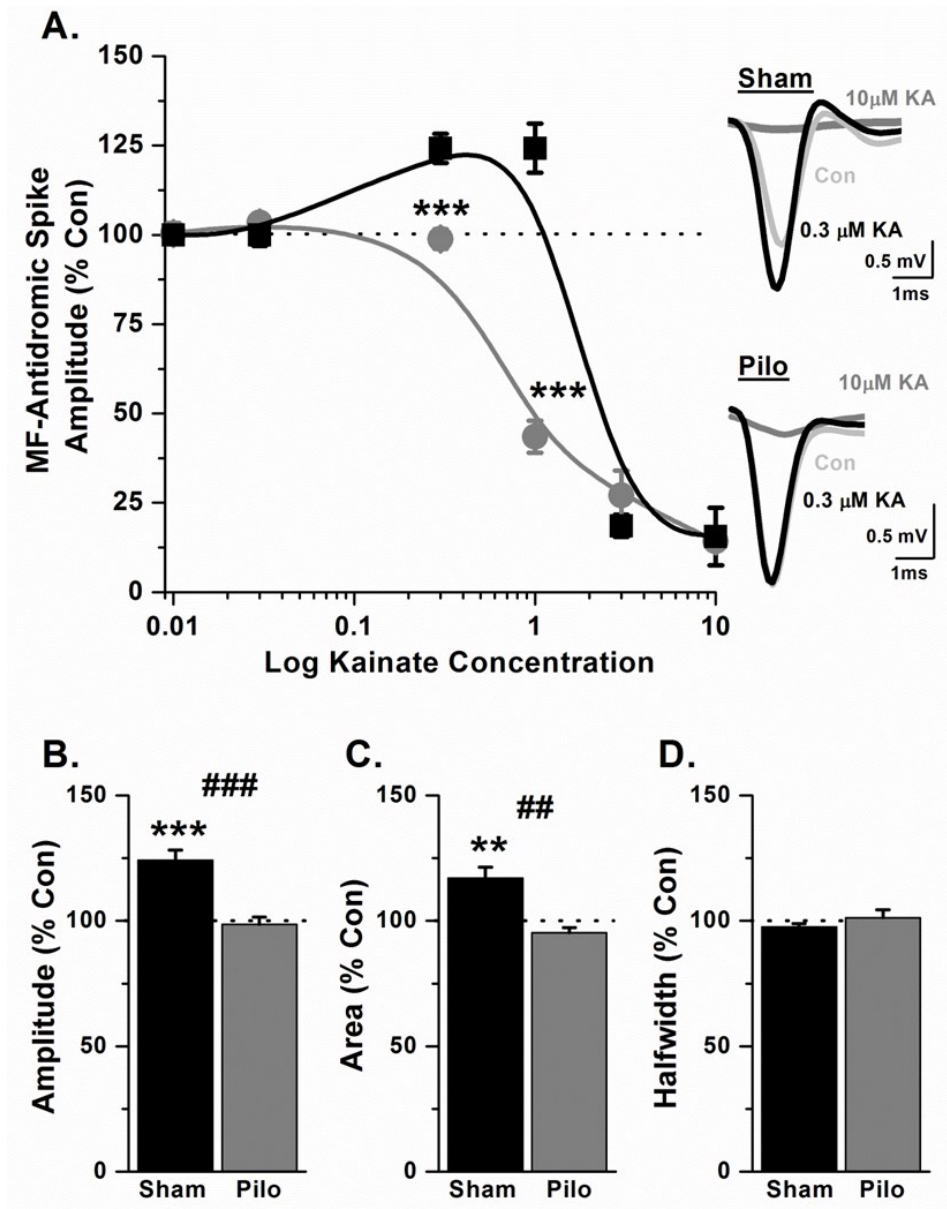 A.
MF-Antidromic Spike
Amplitude (% Con)
150
125
100
75
50
25
0
***
***
0.01
0.1
1
10
Log Kainate Concentration
Sham
10μM KA
Con
0.3 μM KA
0.5 mV
1ms
Pilo
10μM KA
Con
0.3 μM KA
0.5 mV
1ms
B.
Amplitude (% Con)
150
100
50
0
###
***
Sham Pilo
C.
Area (% Con)
150
100
50
0
##
**
Sham Pilo
D.
Halfwidth (% Con)
150
100
50
0
Sham Pilo